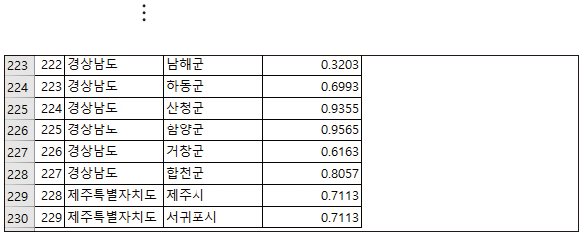 ⋮
223 222 경상남도 남해군 0.3203
224 223 경상남도 하동군 0.6993
225 224 경상남도 산청군 0.9355
226 225 경상남노 함양군 0.9565
227 226 경상남도 거창군 0.6163
228 227 경상남도 합천군 0.8057
229 228 제주특별자치도 제주시 0.7113
230 229 제주특별자치도 서귀포시 0.7113